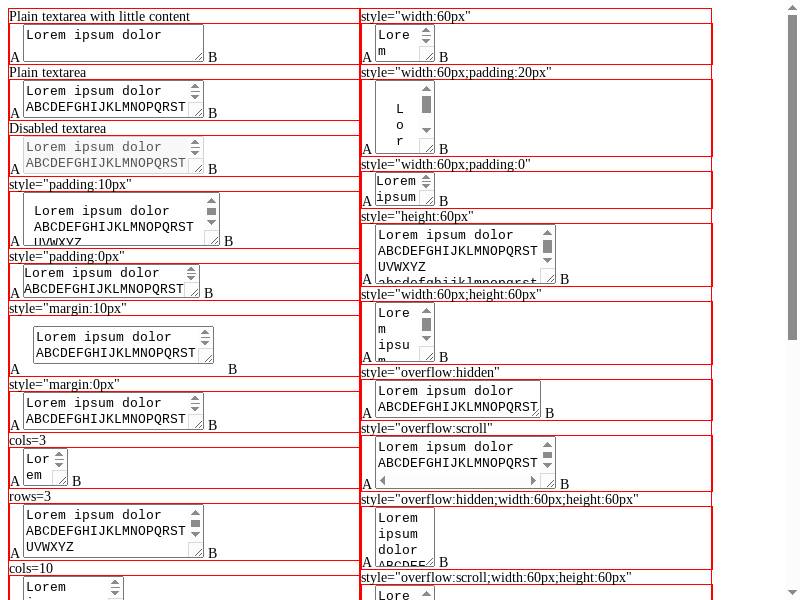 Plain textarea with little content
A Lorem ipsum dolor B
Plain textarea
Lorem ipsum dolor
A ABCDEFGHIJKLMNOPQRST B
Disabled textarea
Lorem ipsum dolor
A ABCDEFGHIJKLMNOPQRST B
style="padding:10px"
Lorem ipsum dolor
ABCDEFGHIJKLMNOPQRST
A UVWXYZ B
style="padding:0px"
Lorem ipsum dolor
A ABCDEFGHIJKLMNOPQRST B
style="margin:10px"
Lorem ipsum dolor
ABCDEFGHIJKLMNOPQRST
A B
style="margin:0px"
Lorem ipsum dolor
A ABCDEFGHIJKLMNOPQRST B
cols=3
Lor
A em B
rows=3
Lorem ipsum dolor
ABCDEFGHIJKLMNOPQRST
A UVWXYZ B
cols=10
Lorem
style="width:60px"
Lore
A m B
style="width:60px;padding:20px"
L
o
A r B
style="width:60px;padding:0"
Lorem
A ipsum B
style="height:60px"
Lorem ipsum dolor
ABCDEFGHIJKLMNOPQRST
UVWXYZ
A abcdefghijklmnopqrst B
style="width:60px;height:60px"
Lore
m
ipsu
A m B
style="overflow:hidden"
Lorem ipsum dolor
A ABCDEFGHIJKLMNOPQRST B
style="overflow:scroll"
Lorem ipsum dolor
ABCDEFGHIJKLMNOPQRST
A B
style="overflow:hidden;width:60px;height:60px"
Lorem
ipsum
dolor
A ABCDEF B
style="overflow:scroll;width:60px;height:60px"
Lore